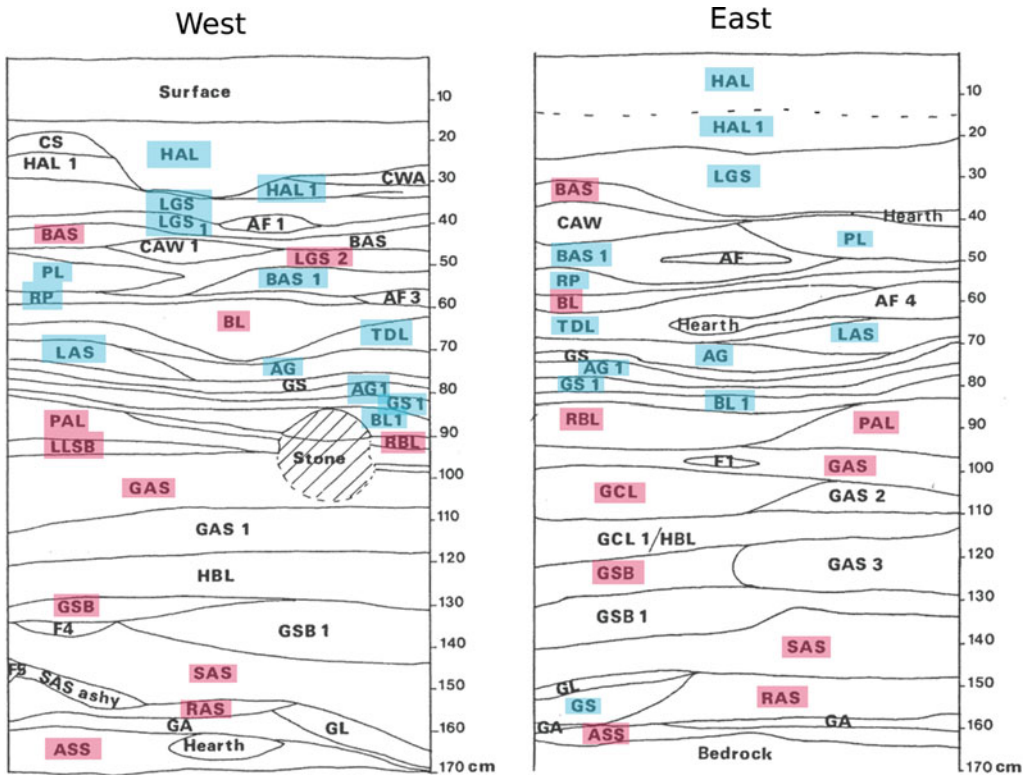 West
Surface
10
20
CS
HAL
HAL 1
30
HAL 1
CWA
LGS
40
LGS 1
AF 1
BAS
BAS
CAW 1
LGS 2
50
PL
BAS 1
RP
AF 3
60
BL
TDL
LAS
70
AG
GS
AG 1
80
GS 1
PAL
BL 1
90
LLSB
RBL
Stone
GAS
100
110
GAS 1
120
HBL
GSB
130
F4
GSB 1
140
F5
SAS ashy
SAS
150
RAS
GA
GL
160
ASS
Hearth
170 cm
East
HAL
10
HAL 1
20
LGS
30
BAS
Hearth
40
CAW
PL
BAS 1
AF
50
RP
BL
AF 4
60
TDL
Hearth
LAS
70
GS
AG
AG 1
GS 1
80
BL 1
RBL
PAL
90
F1
GAS
100
GCL
GAS 2
110
GCL 1/HBL
GSB
GAS 3
120
130
GSB 1
SAS
140
GL
RAS
150
GS
GA
GA
160
ASS
Bedrock
170 cm